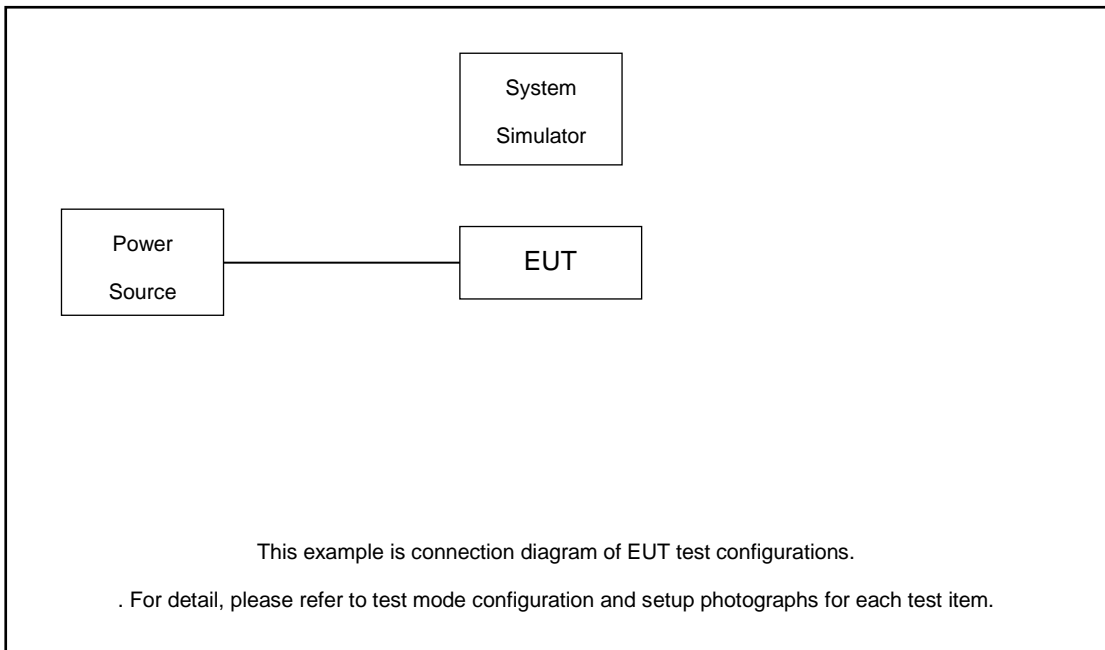 System
Simulator
Power
Source
EUT
This example is connection diagram of EUT test configurations.
. For detail, please refer to test mode configuration and setup photographs for each test item.